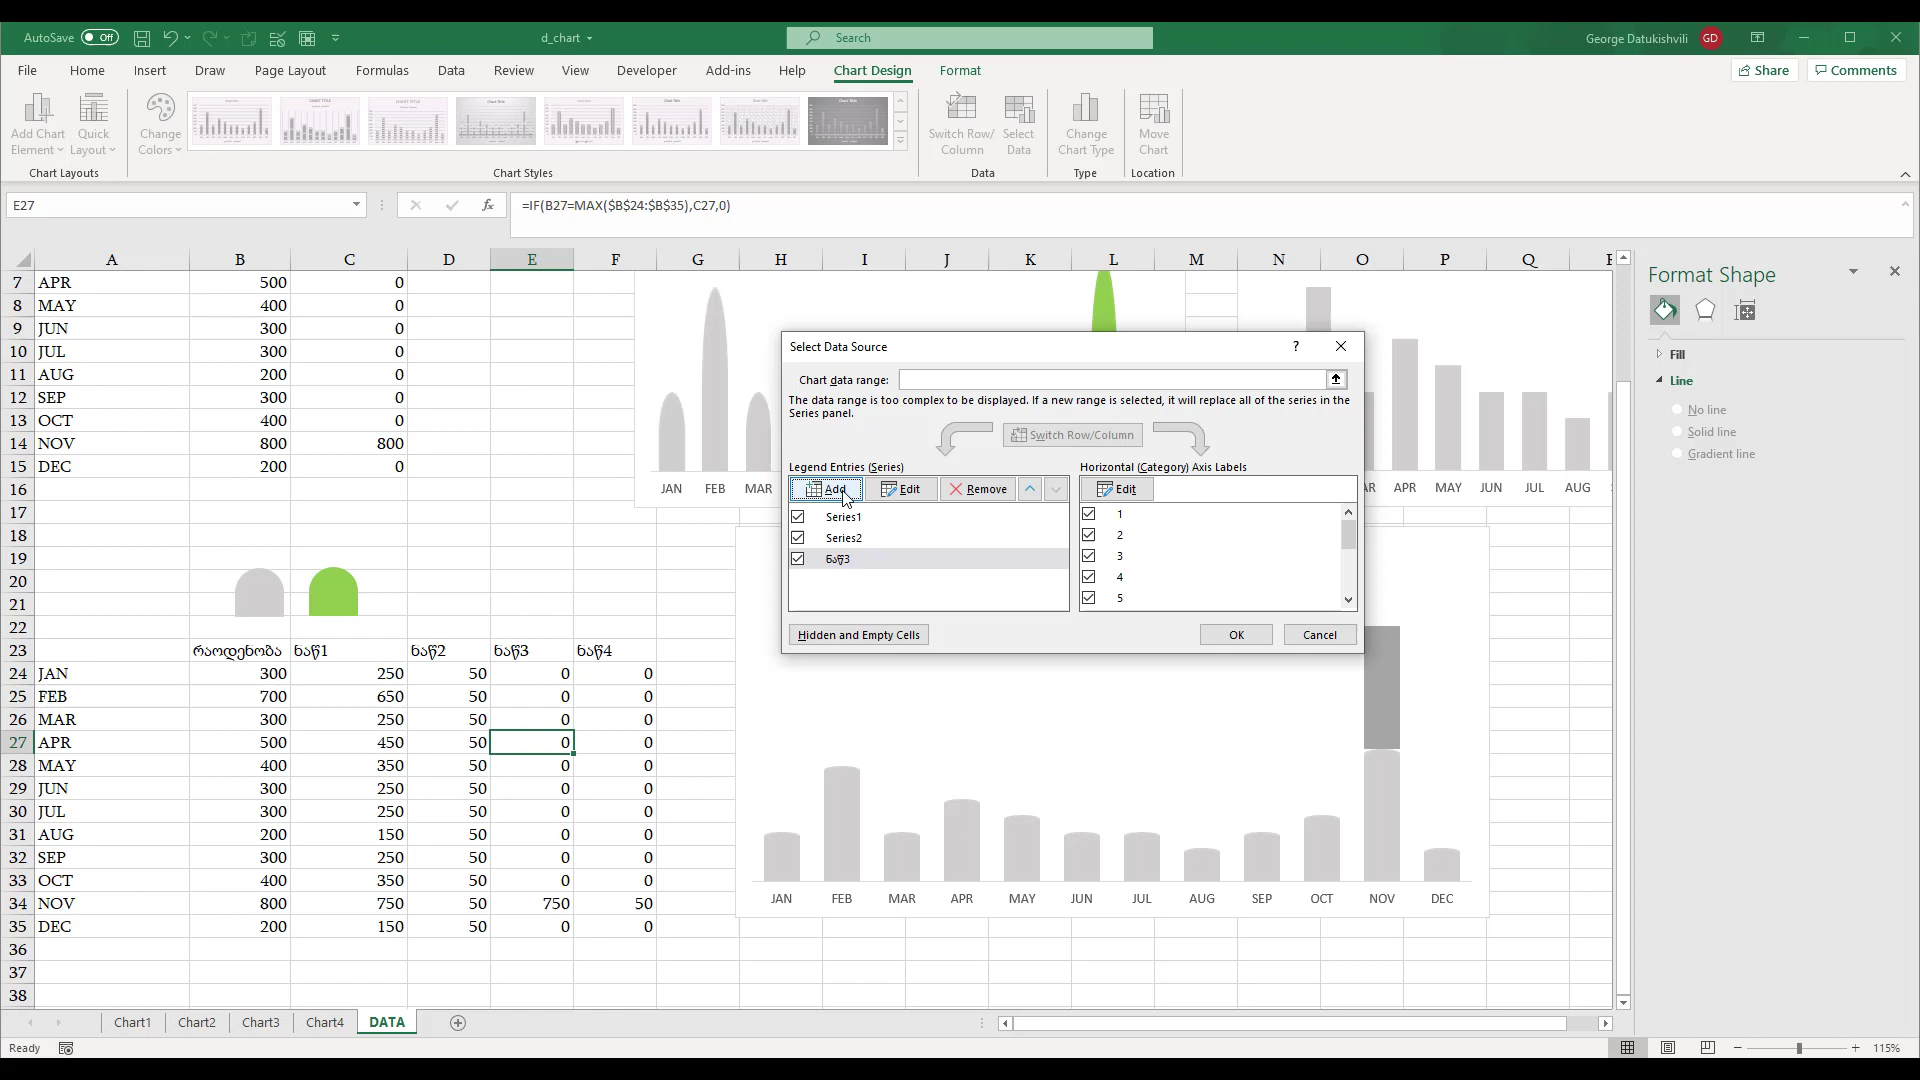 AutoSave Off d_chart Search George Datukishvili GD
File Home Insert Draw Page Layout Formulas Data Review View Developer Add-ins Help Chart Design Format Share Comments
Add Chart Element Quick Layout Change Colors Switch Row/Column Select Data Change Chart Type Move Chart
Chart Layouts Chart Styles Data Type Location
E27 fx =IF(B27=MAX($B$24:$B$35),C27,0)
A B C D E F G H I J K L M N O P Q
7 APR 500 0
8 MAY 400 0
9 JUN 300 0
10 JUL 300 0
11 AUG 200 0
12 SEP 300 0
13 OCT 400 0
14 NOV 800 800
15 DEC 200 0
16
17
18
19
20
21
22
23 რაოდენობა ნაწ1 ნაწ2 ნაწ3 ნაწ4
24 JAN 300 250 50 0 0
25 FEB 700 650 50 0 0
26 MAR 300 250 50 0 0
27 APR 500 450 50 0 0
28 MAY 400 350 50 0 0
29 JUN 300 250 50 0 0
30 JUL 300 250 50 0 0
31 AUG 200 150 50 0 0
32 SEP 300 250 50 0 0
33 OCT 400 350 50 0 0
34 NOV 800 750 50 750 50
35 DEC 200 150 50 0 0
36
37
38
JAN FEB MAR
AR APR MAY JUN JUL AUG
Select Data Source ?
Chart data range:
The data range is too complex to be displayed. If a new range is selected, it will replace all of the series in the
Series panel.
Switch Row/Column
Legend Entries (Series) Horizontal (Category) Axis Labels
Add Edit Remove Edit
Series1 1
Series2 2
ნაწ3 3
4
5
Hidden and Empty Cells OK Cancel
JAN FEB MAR APR MAY JUN JUL AUG SEP OCT NOV DEC
Format Shape
Fill
Line
No line
Solid line
Gradient line
Chart1 Chart2 Chart3 Chart4 DATA
Ready 115%